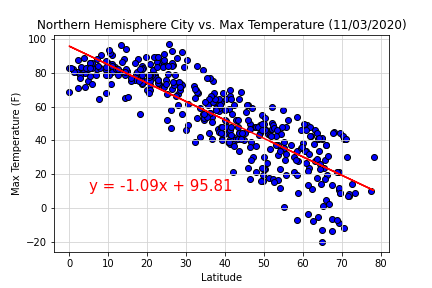 Northern Hemisphere City vs. Max Temperature (11/03/2020)
Max Temperature (F)
100
80
60
40
20
0
−20
y = -1.09x + 95.81
0 10 20 30 40 50 60 70 80
Latitude